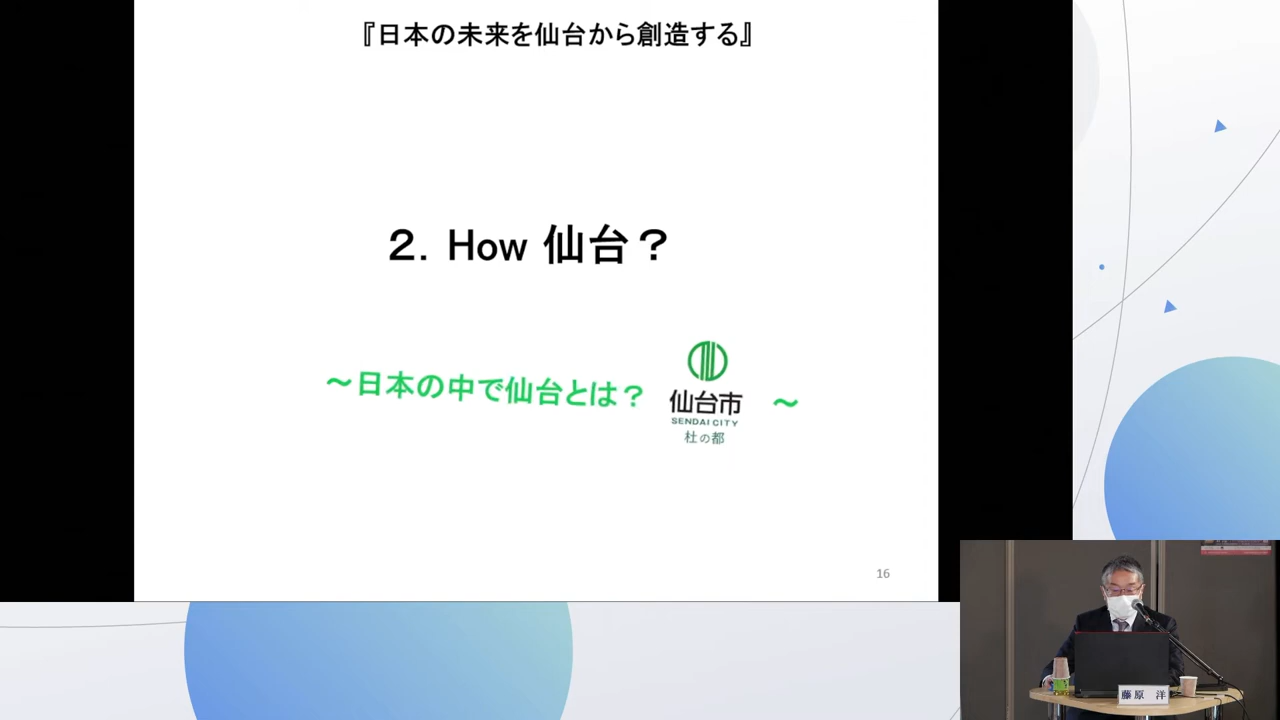 『日本の未来を仙台から創造する』
２．How 仙台？
～日本の中で仙台とは？
仙台市
SENDAI CITY
杜の都
～
16
藤原 洋